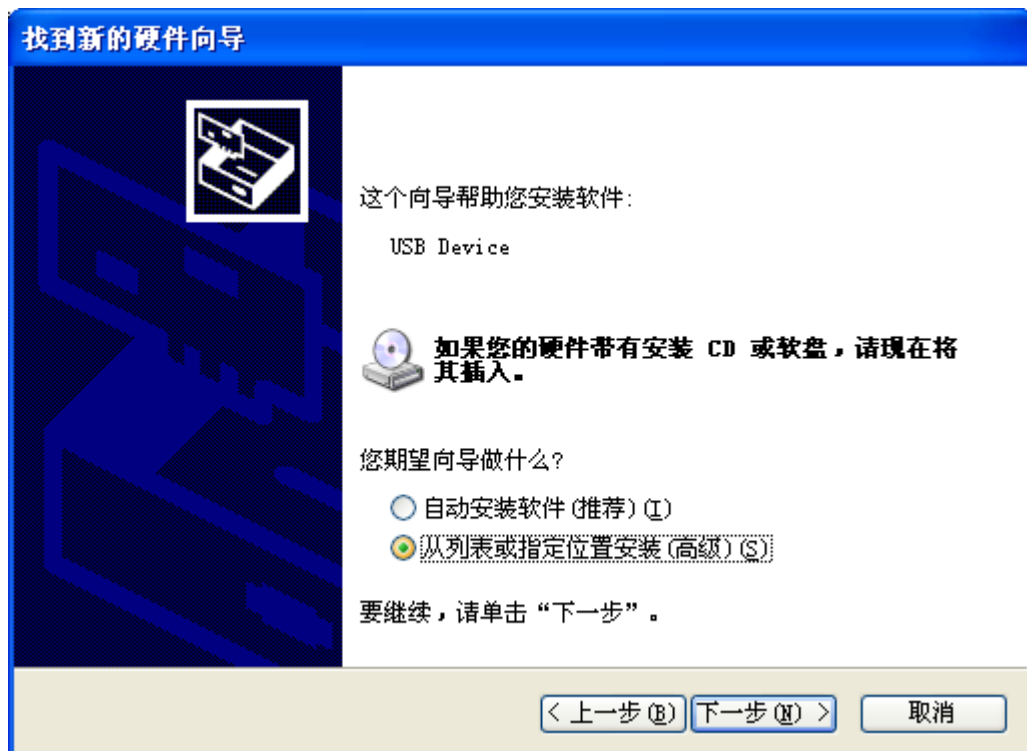 找到新的硬件向导
这个向导帮助您安装软件:
USB Device
如果您的硬件带有安装 CD 或软盘，请现在将
其插入。
您期望向导做什么?
自动安装软件(推荐)(I)
从列表或指定位置安装(高级)(S)
要继续，请单击“下一步”。
< 上一步(B) 下一步(N) > 取消